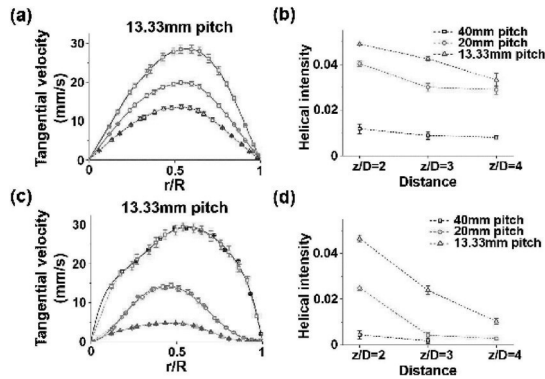 (a)
13.33mm pitch
Tangential velocity
(mm/s)
30
20
10
0
0
0.5
1
r/R
(b)
40mm pitch
20mm pitch
13.33mm pitch
Helical intensity
0.04
0.02
0
z/D=2
z/D=3
z/D=4
Distance
(c)
13.33mm pitch
Tangential velocity
(mm/s)
30
20
10
0
0
0.5
1
r/R
(d)
40mm pitch
20mm pitch
13.33mm pitch
Helical intensity
0.04
0.02
0
z/D=2
z/D=3
z/D=4
Distance